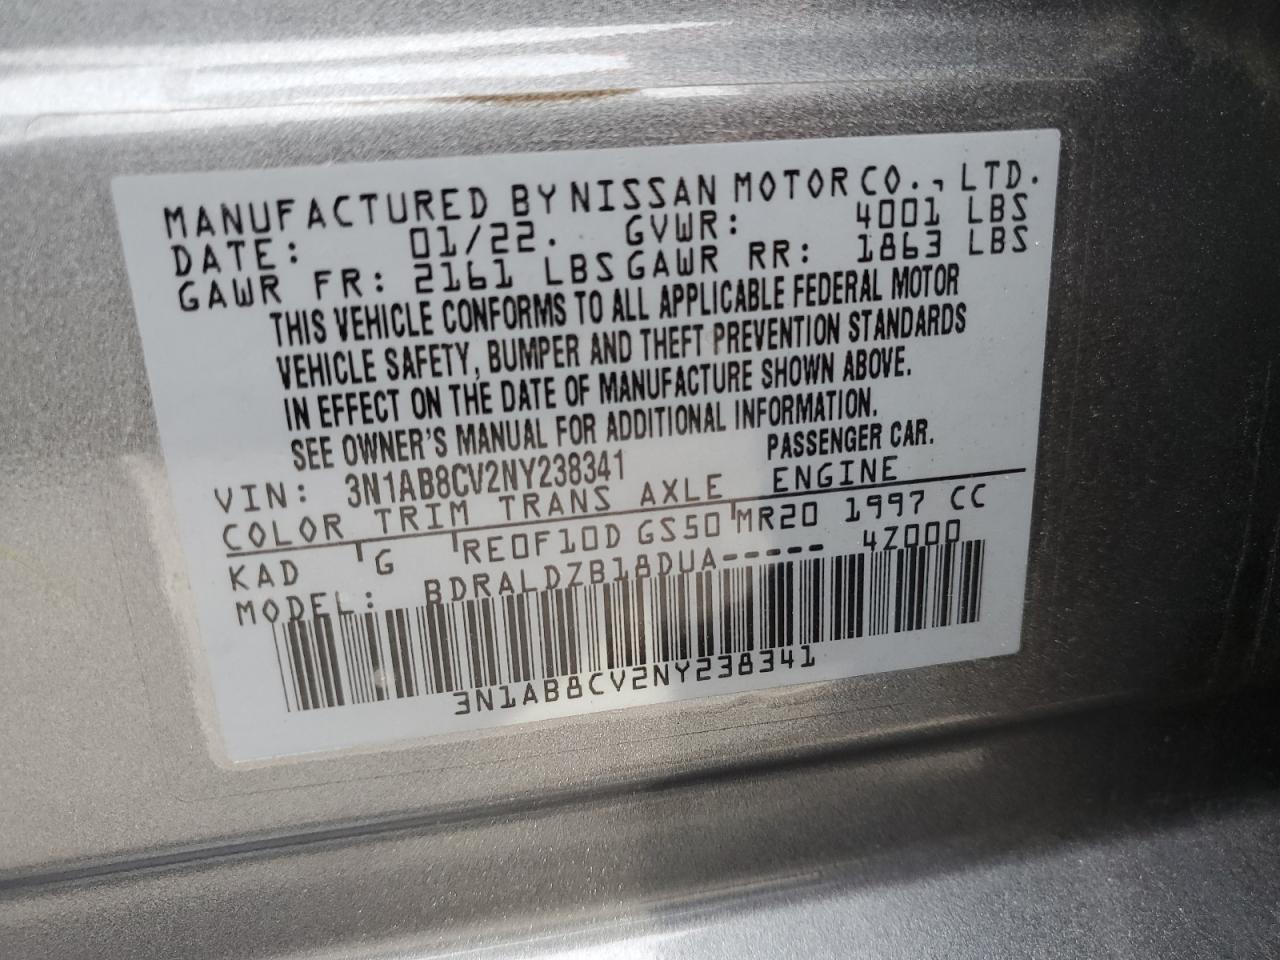 MANUFACTURED BY NISSAN MOTOR CO., LTD.
DATE: 01/22. GVWR: 4001 LBS
GAWR FR: 2161 LBS GAWR RR: 1863 LBS
THIS VEHICLE CONFORMS TO ALL APPLICABLE FEDERAL MOTOR
VEHICLE SAFETY, BUMPER AND THEFT PREVENTION STANDARDS
IN EFFECT ON THE DATE OF MANUFACTURE SHOWN ABOVE.
SEE OWNER'S MANUAL FOR ADDITIONAL INFORMATION.
PASSENGER CAR.
VIN: 3N1AB8CV2NY238341
COLOR TRIM TRANS AXLE ENGINE
KAD G RE0F10D GS50 MR20 1997 CC
MODEL: BDRALDZB18DUA----- 4Z000
3N1AB8CV2NY238341